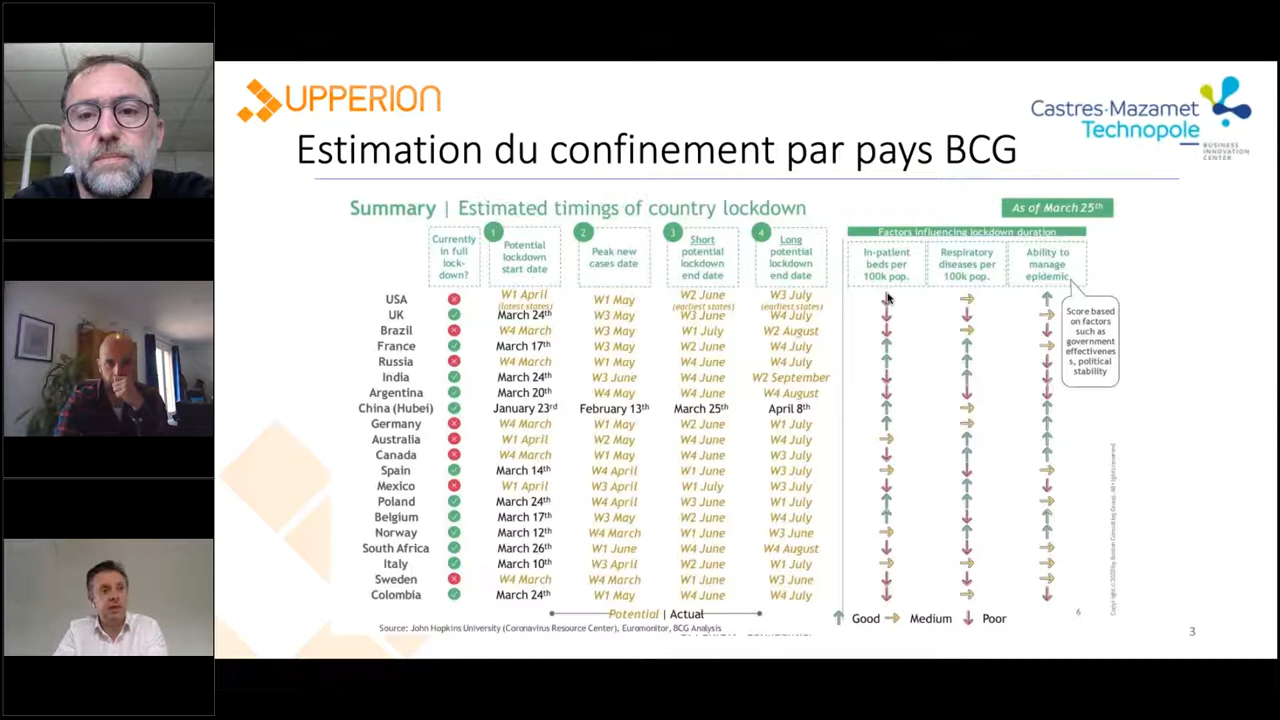 UPPERION
Castres·Mazamet
Technopole
BUSINESS
INNOVATION
CENTER
Estimation du confinement par pays BCG
Summary | Estimated timings of country lockdown
As of March 25th
Factors influencing lockdown duration
Currently in full lock-down?
1 Potential lockdown start date
2 Peak new cases date
3 Short potential lockdown end date
4 Long potential lockdown end date
In-patient beds per 100k pop.
Respiratory diseases per 100k pop.
Ability to manage epidemic
USA W1 April (latest states) W1 May W2 June (earliest states) W3 July (earliest states)
UK March 24th W3 May W3 June W4 July
Brazil W4 March W3 May W1 July W2 August
France March 17th W3 May W2 June W4 July
Russia W4 March W1 May W4 June W4 July
India March 24th W3 June W4 June W2 September
Argentina March 20th W4 May W4 June W4 August
China (Hubei) January 23rd February 13th March 25th April 8th
Germany W4 March W1 May W2 June W1 July
Australia W1 April W2 May W4 June W4 July
Canada W4 March W1 May W4 June W3 July
Spain March 14th W4 April W1 June W3 July
Mexico W1 April W3 April W1 July W3 July
Poland March 24th W4 April W3 June W1 July
Belgium March 17th W3 May W2 June W4 July
Norway March 12th W4 March W1 June W3 June
South Africa March 26th W1 June W4 June W4 August
Italy March 10th W3 April W2 June W1 July
Sweden W4 March W4 March W1 June W3 June
Colombia March 24th W1 May W4 June W4 July
Score based
on factors
such as
government
effectivenes
s, political
stability
Potential | Actual
Good Medium Poor
6
Source: John Hopkins University (Coronavirus Resource Center), Euromonitor, BCG Analysis
Copyright © 2020 by Boston Consulting Group. All rights reserved
3